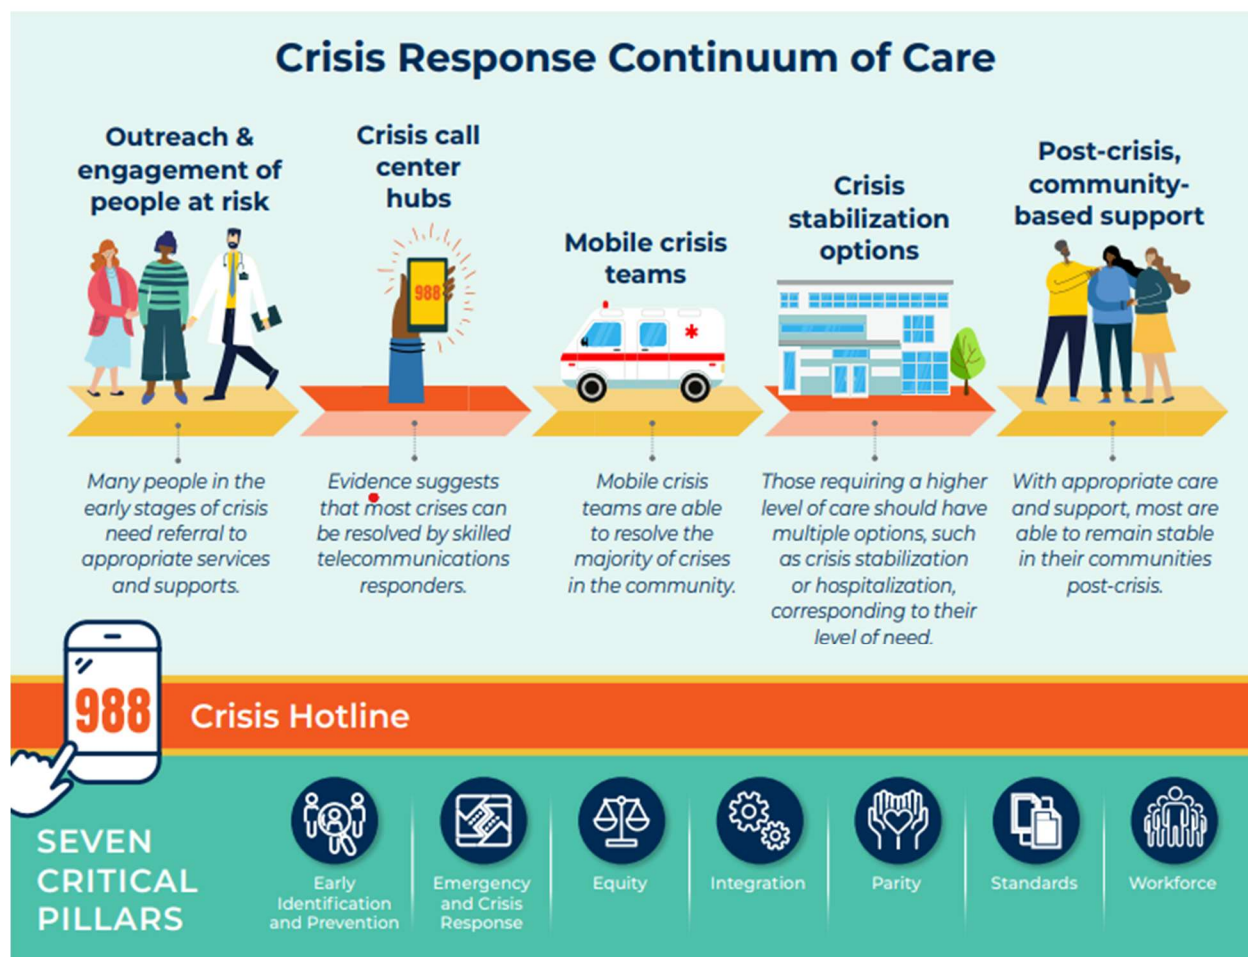 Crisis Response Continuum of Care
Outreach &
engagement of
people at risk
Crisis call
center
hubs
Mobile crisis
teams
Crisis
stabilization
options
Post-crisis,
community-
based support
988
Many people in the
early stages of crisis
need referral to
appropriate services
and supports.
Evidence suggests
that most crises can
be resolved by skilled
telecommunications
responders.
Mobile crisis
teams are able
to resolve the
majority of crises
in the community.
Those requiring a higher
level of care should have
multiple options, such
as crisis stabilization
or hospitalization,
corresponding to their
level of need.
With appropriate care
and support, most are
able to remain stable
in their communities
post-crisis.
988
Crisis Hotline
SEVEN
CRITICAL
PILLARS
Early
Identification
and Prevention
Emergency
and Crisis
Response
Equity
Integration
Parity
Standards
Workforce